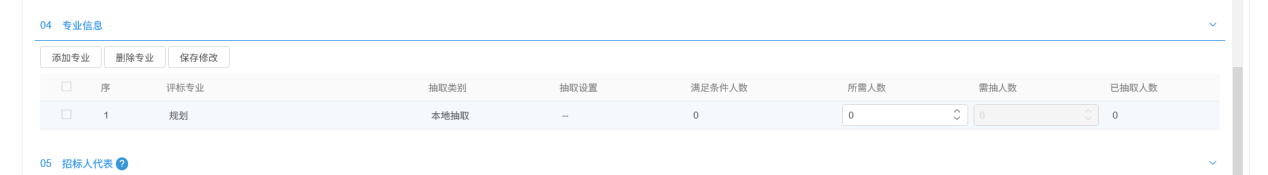 04 专业信息
添加专业 删除专业 保存修改
序 评标专业 抽取类别 抽取设置 满足条件人数 所需人数 需抽人数 已抽取人数
1 规划 本地抽取 -- 0 0 0 0
05 招标人代表 ?